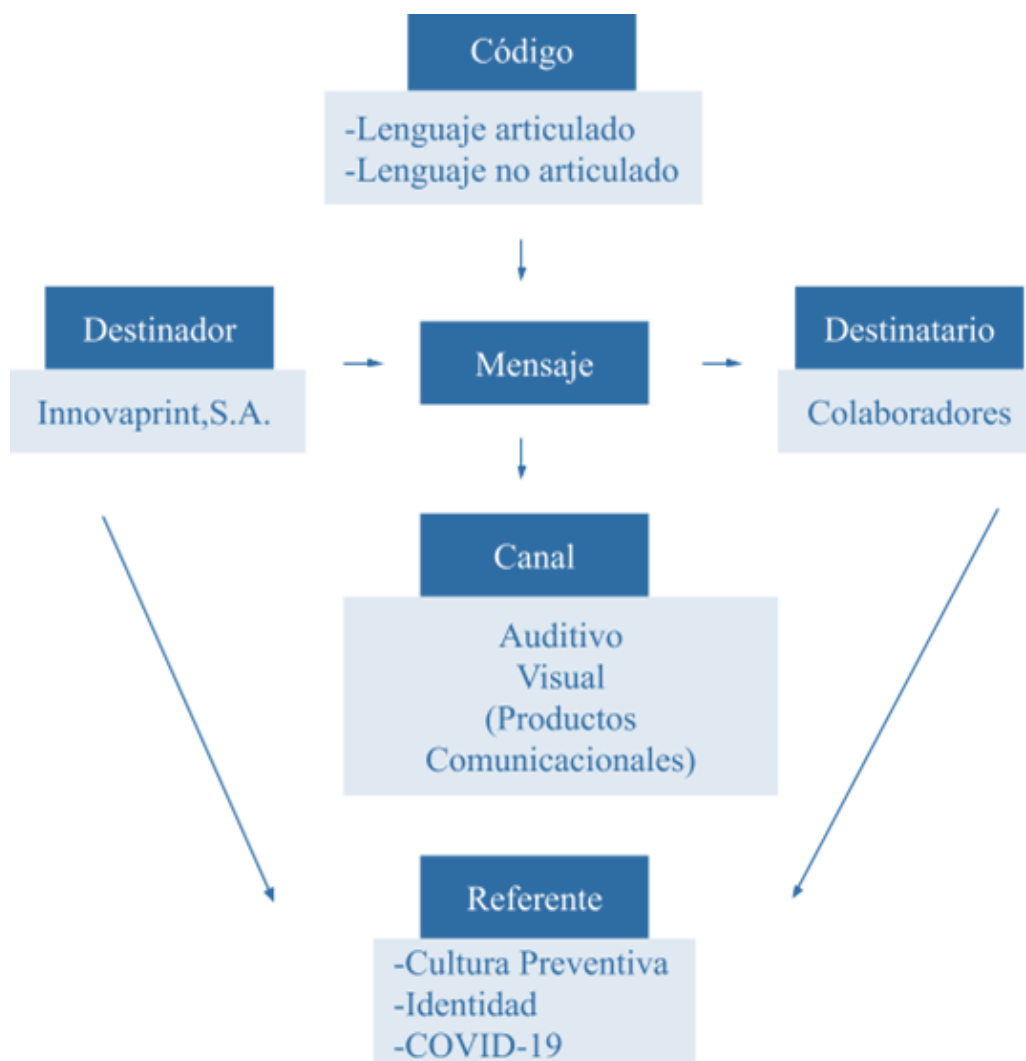 Código
-Lenguaje articulado
-Lenguaje no articulado
Destinador
Innovaprint,S.A.
Mensaje
Destinatario
Colaboradores
Canal
Auditivo
Visual
(Productos
Comunicacionales)
Referente
-Cultura Preventiva
-Identidad
-COVID-19